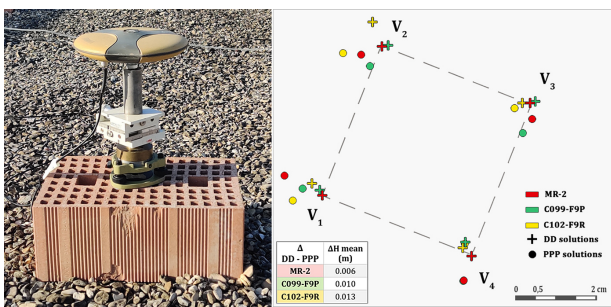 V₂
V₃
V₁
V₄
MR-2
C099-F9P
C102-F9R
DD solutions
PPP solutions
0 0,5 1 2 cm
Δ DD - PPP ΔH mean (m)
MR-2 0.006
C099-F9P 0.010
C102-F9R 0.013